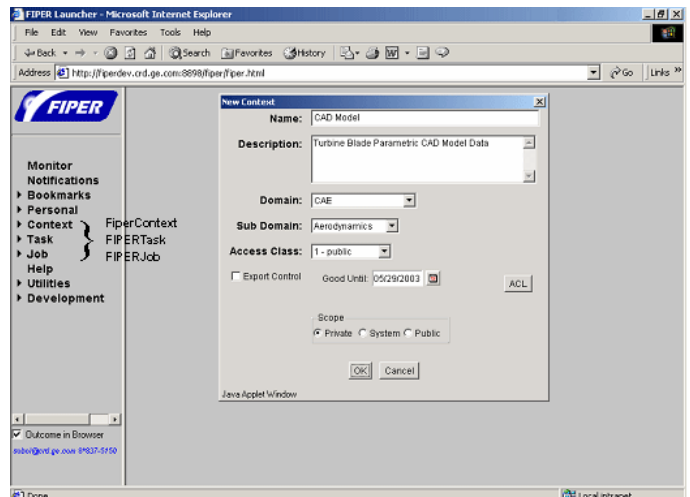 FIPER Launcher - Microsoft Internet Explorer
File Edit View Favorites Tools Help
Back Search Favorites History
Address http://fiperdev.crd.ge.com:8898/fiper/fiper.html Go Links »
FIPER
Monitor
Notifications
Bookmarks
Personal
Context FiperContext
Task FIPERTask
Job FIPERJob
Help
Utilities
Development
Outcome in Browser
New Context
Name: CAD Model
Description: Turbine Blade Parametric CAD Model Data
Domain: CAE
Sub Domain: Aerodynamics
Access Class: 1 - public
Export Control Good Until: 05/29/2003 ACL
Scope
Private System Public
OK Cancel
Java Applet Window
Done Local intranet